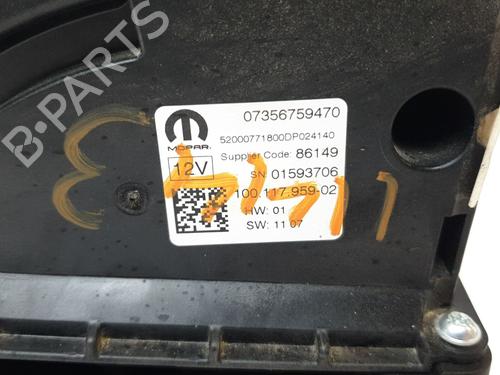 07356759470
52000771800DP024140
MOPAR.
Supplier Code: 86149
12V
SN 01593706
100.117.959-02
HW: 01
SW: 11 07
B-PARTS